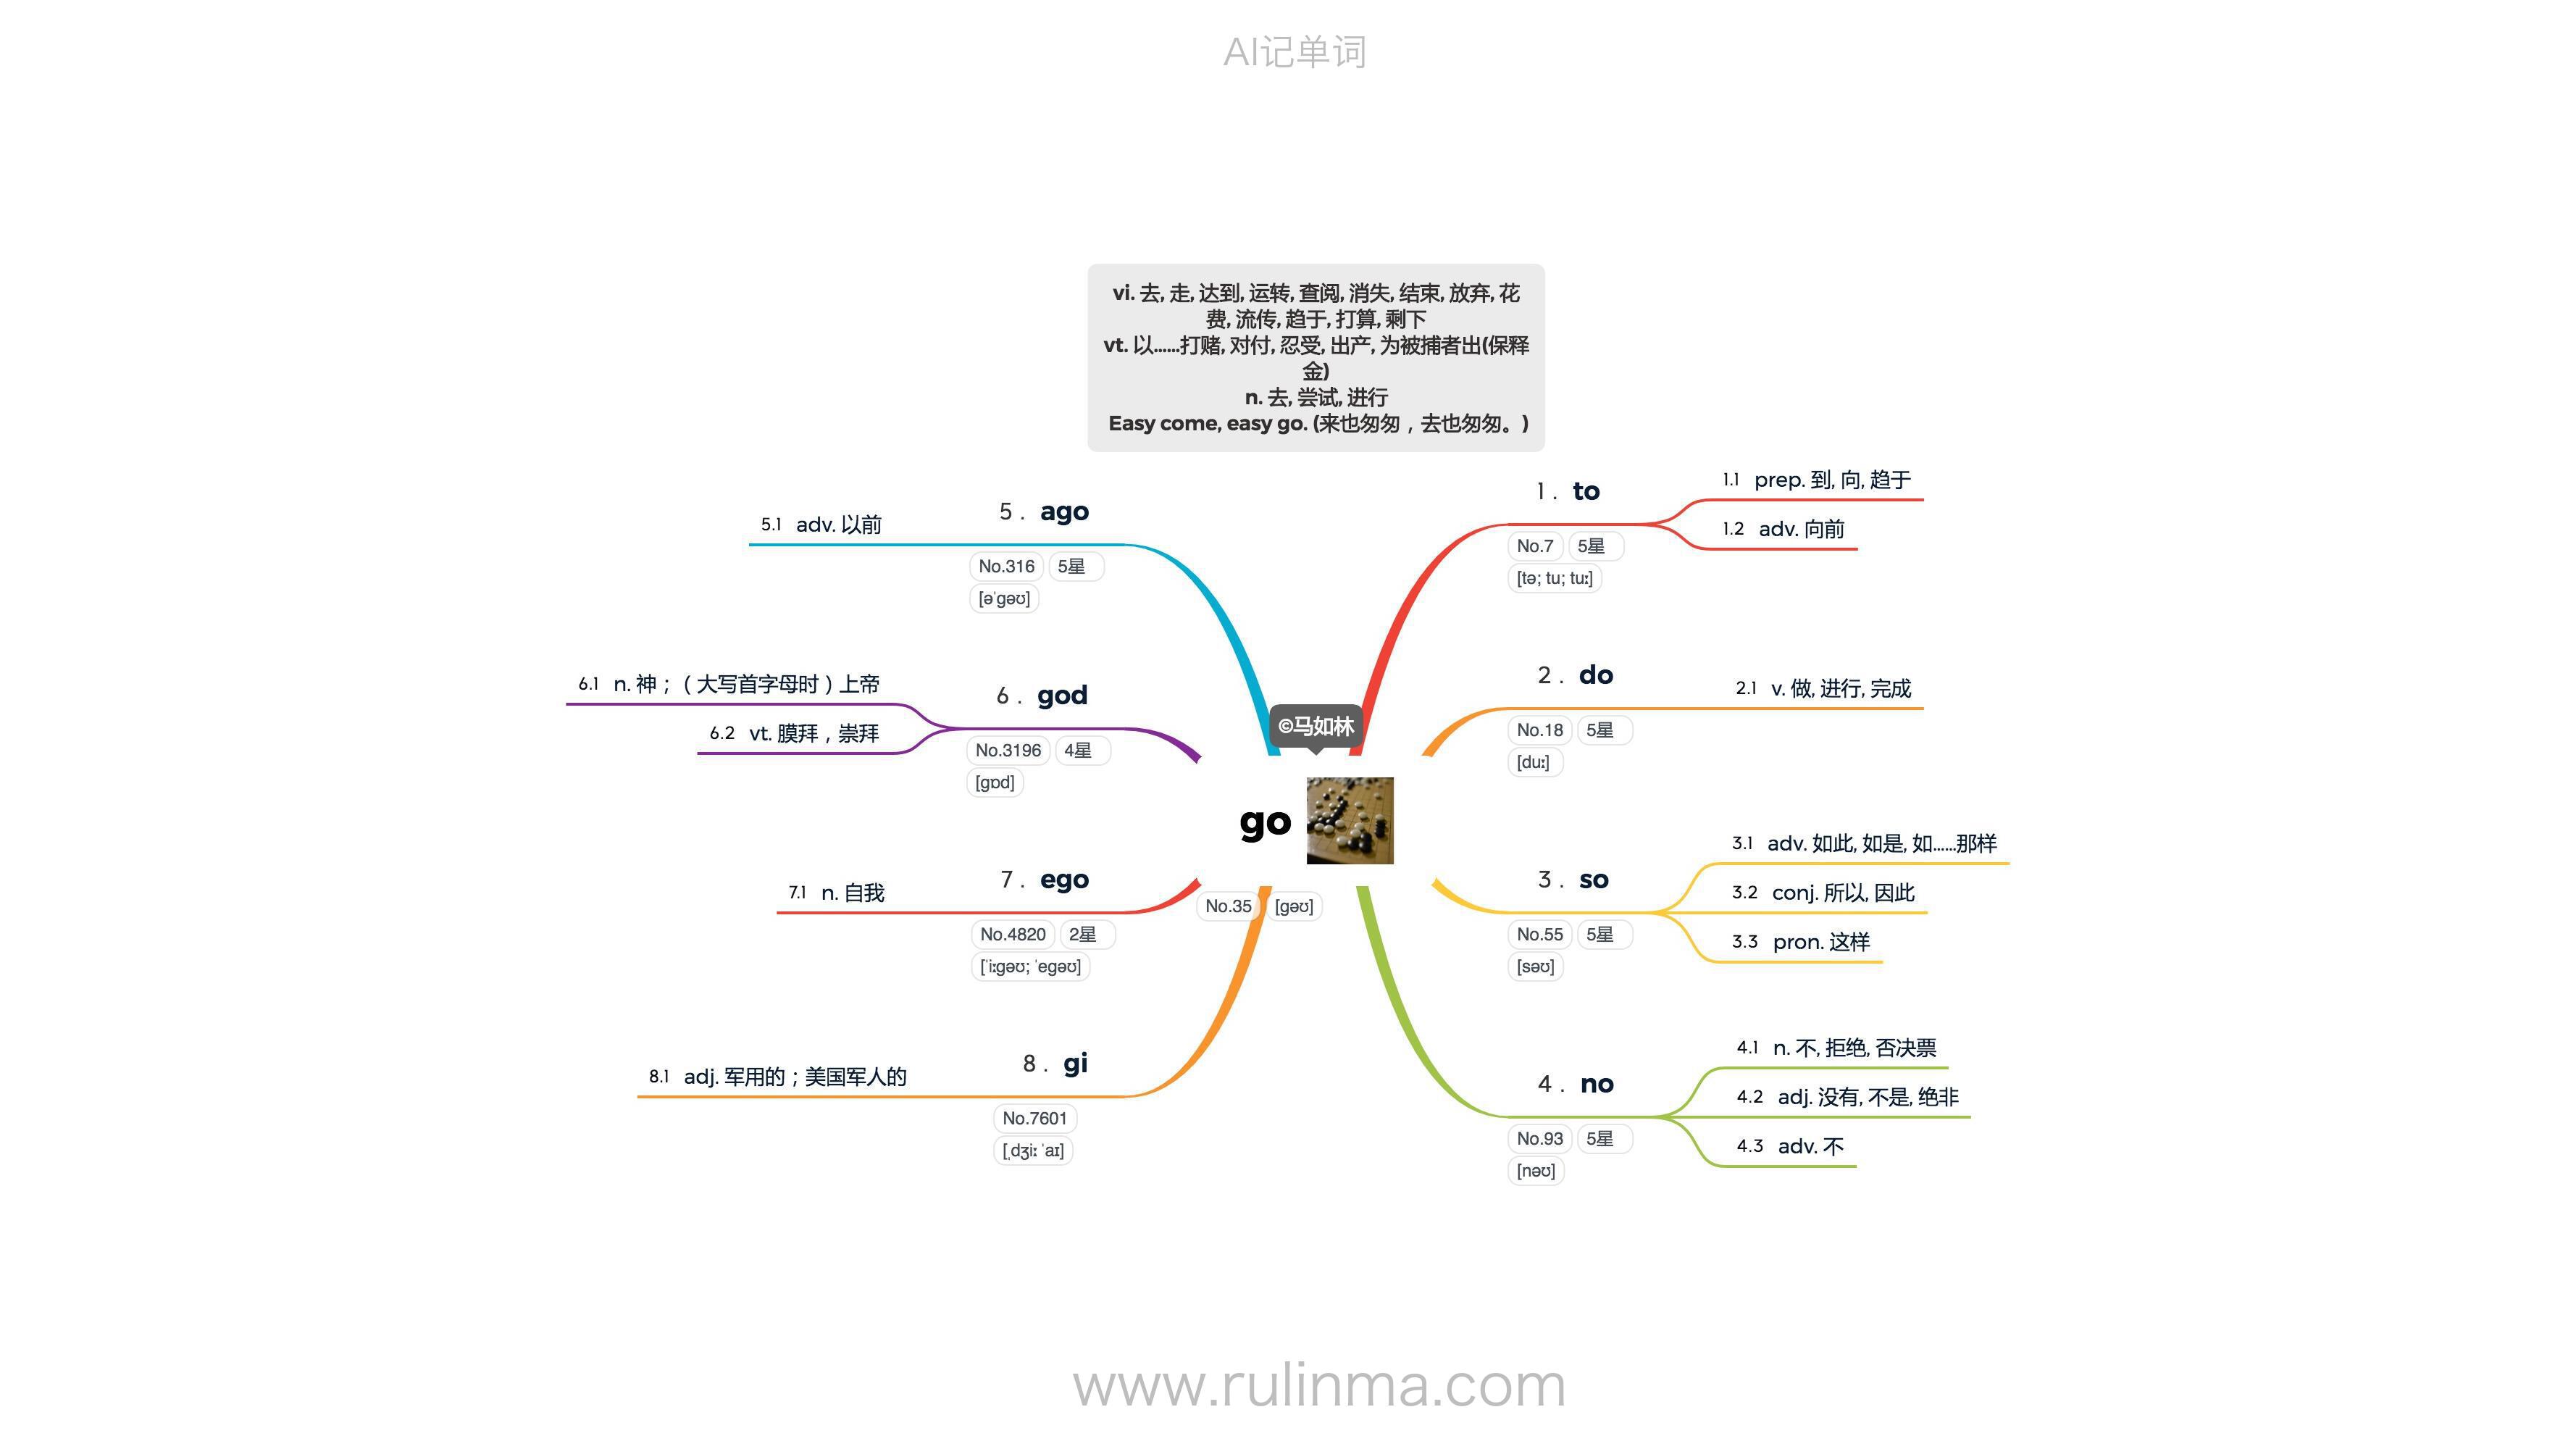 AI记单词
vi. 去, 走, 达到, 运转, 查阅, 消失, 结束, 放弃, 花
费, 流传, 趋于, 打算, 剩下
vt. 以......打赌, 对付, 忍受, 出产, 为被捕者出(保释
金)
n. 去, 尝试, 进行
Easy come, easy go. (来也匆匆，去也匆匆。)
©马如林
go
No.35 [gəʊ]
1. to
No.7 5星
[tə; tu; tuː]
1.1 prep. 到, 向, 趋于
1.2 adv. 向前
2. do
No.18 5星
[duː]
2.1 v. 做, 进行, 完成
3. so
No.55 5星
[səʊ]
3.1 adv. 如此, 如是, 如......那样
3.2 conj. 所以, 因此
3.3 pron. 这样
4. no
No.93 5星
[nəʊ]
4.1 n. 不, 拒绝, 否决票
4.2 adj. 没有, 不是, 绝非
4.3 adv. 不
5. ago
No.316 5星
[əˈgəʊ]
5.1 adv. 以前
6. god
No.3196 4星
[gɒd]
6.1 n. 神；（大写首字母时）上帝
6.2 vt. 膜拜，崇拜
7. ego
No.4820 2星
[ˈiːgəʊ; ˈegəʊ]
7.1 n. 自我
8. gi
No.7601
[ˌdʒiː ˈaɪ]
8.1 adj. 军用的；美国军人的
www.rulinma.com